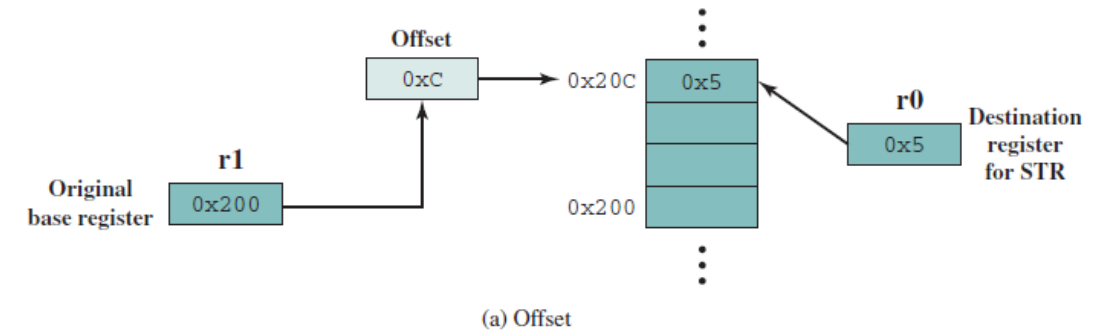 Offset
0xC
0x20C
0x5
r0
Destination
register
for STR
0x5
r1
Original
base register
0x200
0x200
(a) Offset